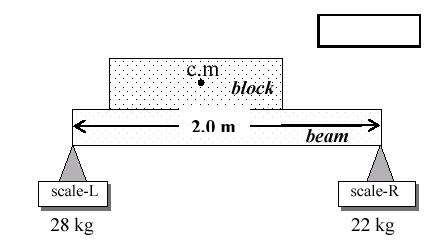 c.m
block
2.0 m
beam
scale-L
scale-R
28 kg
22 kg